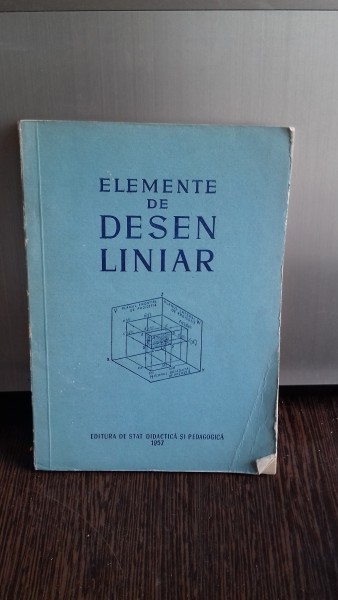 ELEMENTE
DE
DESEN
LINIAR
EDITURA DE STAT DIDACTICĂ ȘI PEDAGOGICĂ
1957